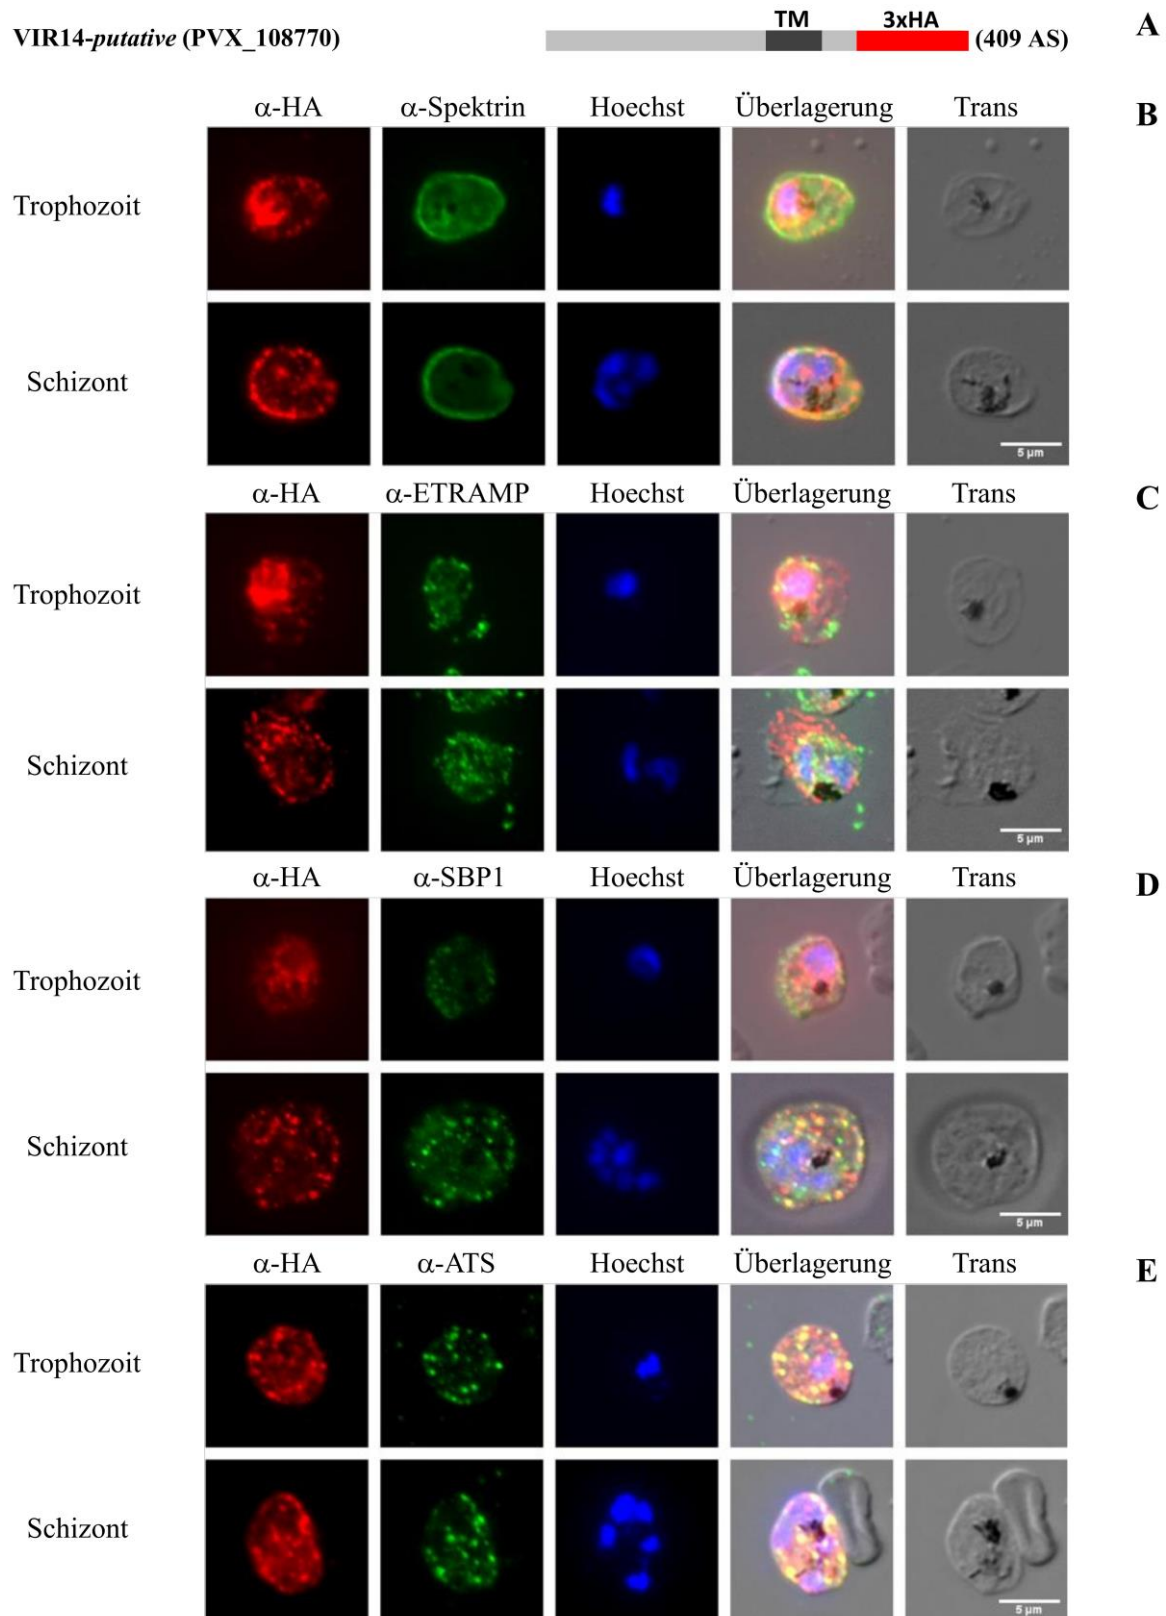 TM 3xHA
VIR14-putative (PVX_108770) (409 AS) A
α-HA α-Spektrin Hoechst Überlagerung Trans B
Trophozoit
Schizont
5 µm
α-HA α-ETRAMP Hoechst Überlagerung Trans C
Trophozoit
Schizont
5 µm
α-HA α-SBP1 Hoechst Überlagerung Trans D
Trophozoit
Schizont
5 µm
α-HA α-ATS Hoechst Überlagerung Trans E
Trophozoit
Schizont
5 µm